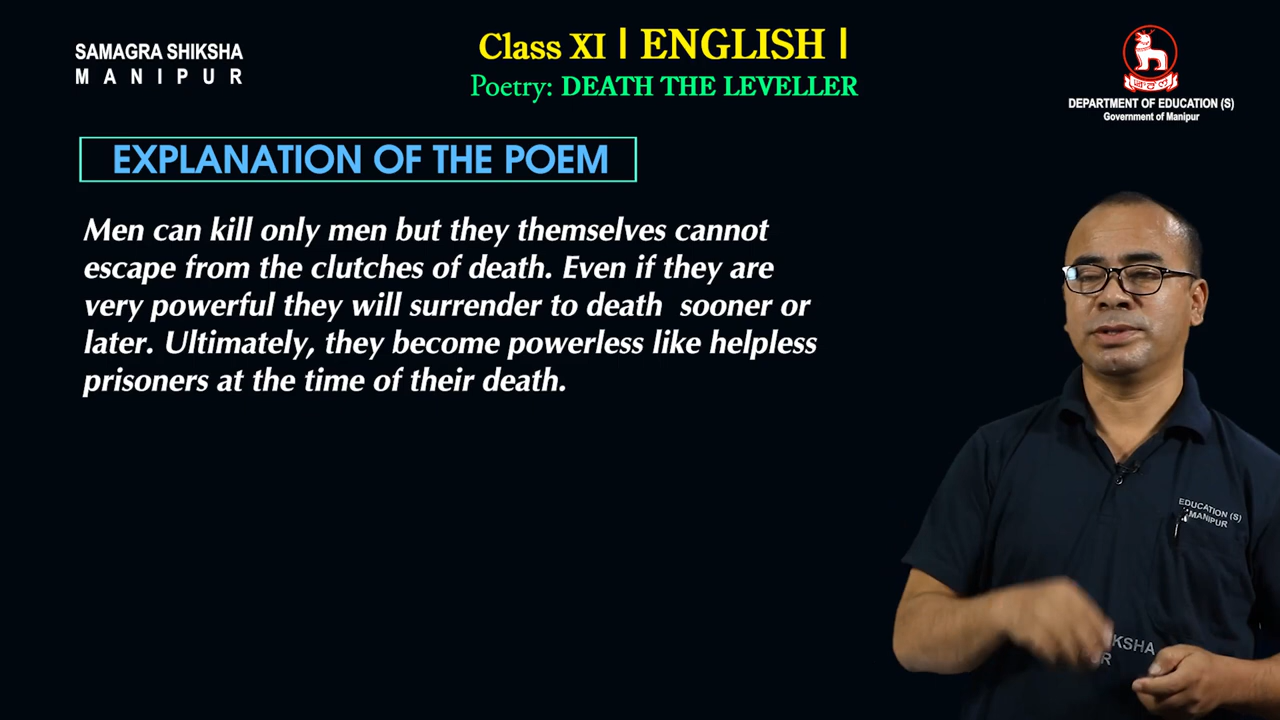 SAMAGRA SHIKSHA
MANIPUR
Class XI | ENGLISH |
Poetry: DEATH THE LEVELLER
DEPARTMENT OF EDUCATION (S)
Government of Manipur
EXPLANATION OF THE POEM
Men can kill only men but they themselves cannot
escape from the clutches of death. Even if they are
very powerful they will surrender to death sooner or
later. Ultimately, they become powerless like helpless
prisoners at the time of their death.
EDUCATION (S)
MANIPUR